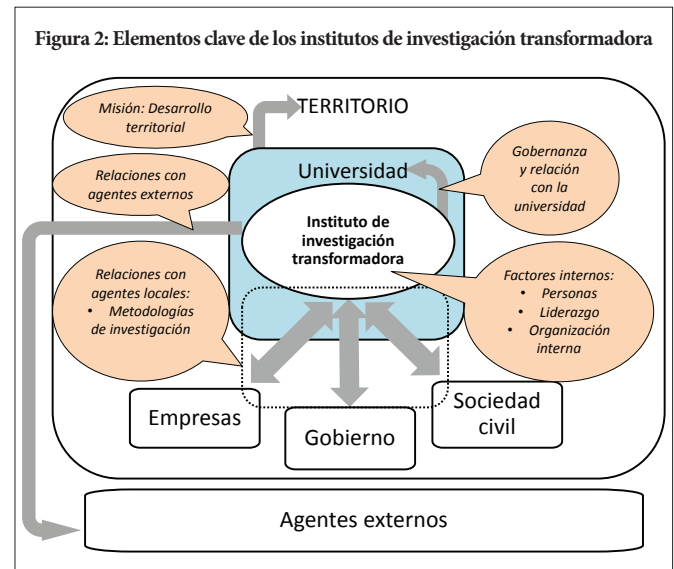 Figura 2: Elementos clave de los institutos de investigación transformadora
Misión: Desarrollo
territorial
TERRITORIO
Relaciones con
agentes externos
Universidad
Gobernanza
y relación
con la
universidad
Instituto de
investigación
transformadora
Relaciones con
agentes locales:
• Metodologías
de investigación
Factores internos:
• Personas
• Liderazgo
• Organización
interna
Empresas
Gobierno
Sociedad
civil
Agentes externos